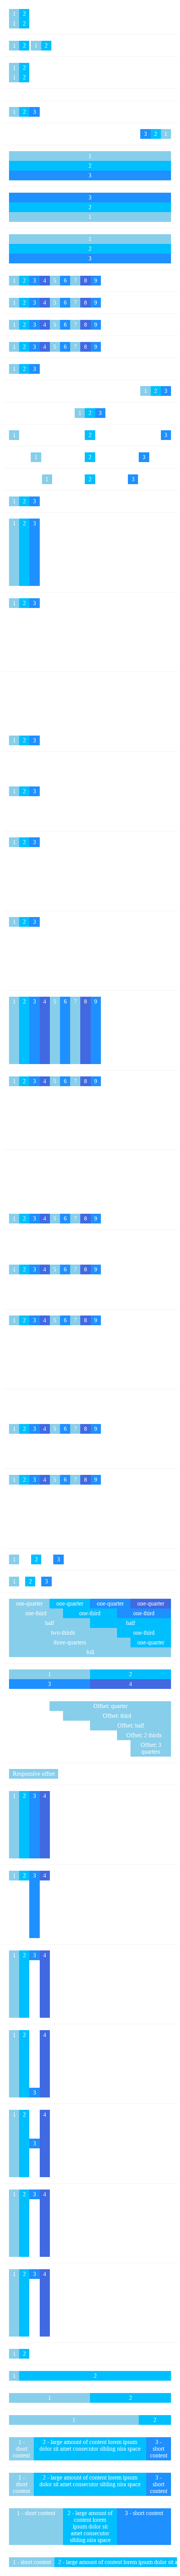 1 2
1 2
1 2 1 2
1 2
1 2
1 2 3
3 2 1
1
2
3
3
2
1
1
2
3
1 2 3 4 5 6 7 8 9
1 2 3 4 5 6 7 8 9
1 2 3 4 5 6 7 8 9
1 2 3 4 5 6 7 8 9
1 2 3
1 2 3
1 2 3
1 2 3
1 2 3
1 2 3
1 2 3
1 2 3
1 2 3
1 2 3
1 2 3
1 2 3
1 2 3
1 2 3 4 5 6 7 8 9
1 2 3 4 5 6 7 8 9
1 2 3 4 5 6 7 8 9
1 2 3 4 5 6 7 8 9
1 2 3 4 5 6 7 8 9
1 2 3 4 5 6 7 8 9
1 2 3 4 5 6 7 8 9
1 2 3
1 2 3
one-quarter one-quarter one-quarter one-quarter
one-third one-third one-third
half half
two-thirds one-third
three-quarters one-quarter
full
1 2
3 4
Offset: quarter
Offset: third
Offset: half
Offset: 2 thirds
Offset: 3
quarters
Responsive offset
1 2 3 4
1 2 3 4
1 2 3 4
1 2 4
3
1 2 4
3
1 2 3 4
1 2 3 4
1 2
1 2
1 2
1 2
1 - 2 - large amount of content lorem ipsum 3 -
short dolor sit amet consecutor sibling nira space short
content content
1 - 2 - large amount of content lorem ipsum 3 -
short dolor sit amet consecutor sibling nira space short
content content
1 - short content 2 - large amount of 3 - short content
content lorem
ipsum dolor sit
amet consecutor
sibling nira space
1 - short content 2 - large amount of content lorem ipsum dolor sit a